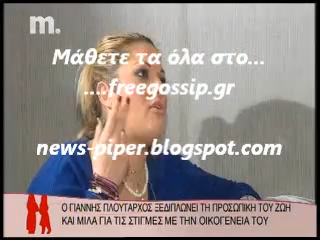 m.
Μάθετε τα όλα στο...
....freegossip.gr
news-piper.blogspot.com
Ο ΓΙΑΝΝΗΣ ΠΛΟΥΤΑΡΧΟΣ ΞΕΔΙΠΛΩΝΕΙ ΤΗ ΠΡΟΣΩΠΙΚΗ ΤΟΥ ΖΩΗ
ΚΑΙ ΜΙΛΑ ΓΙΑ ΤΙΣ ΣΤΙΓΜΕΣ ΜΕ ΤΗΝ ΟΙΚΟΓΕΝΕΙΑ ΤΟΥ